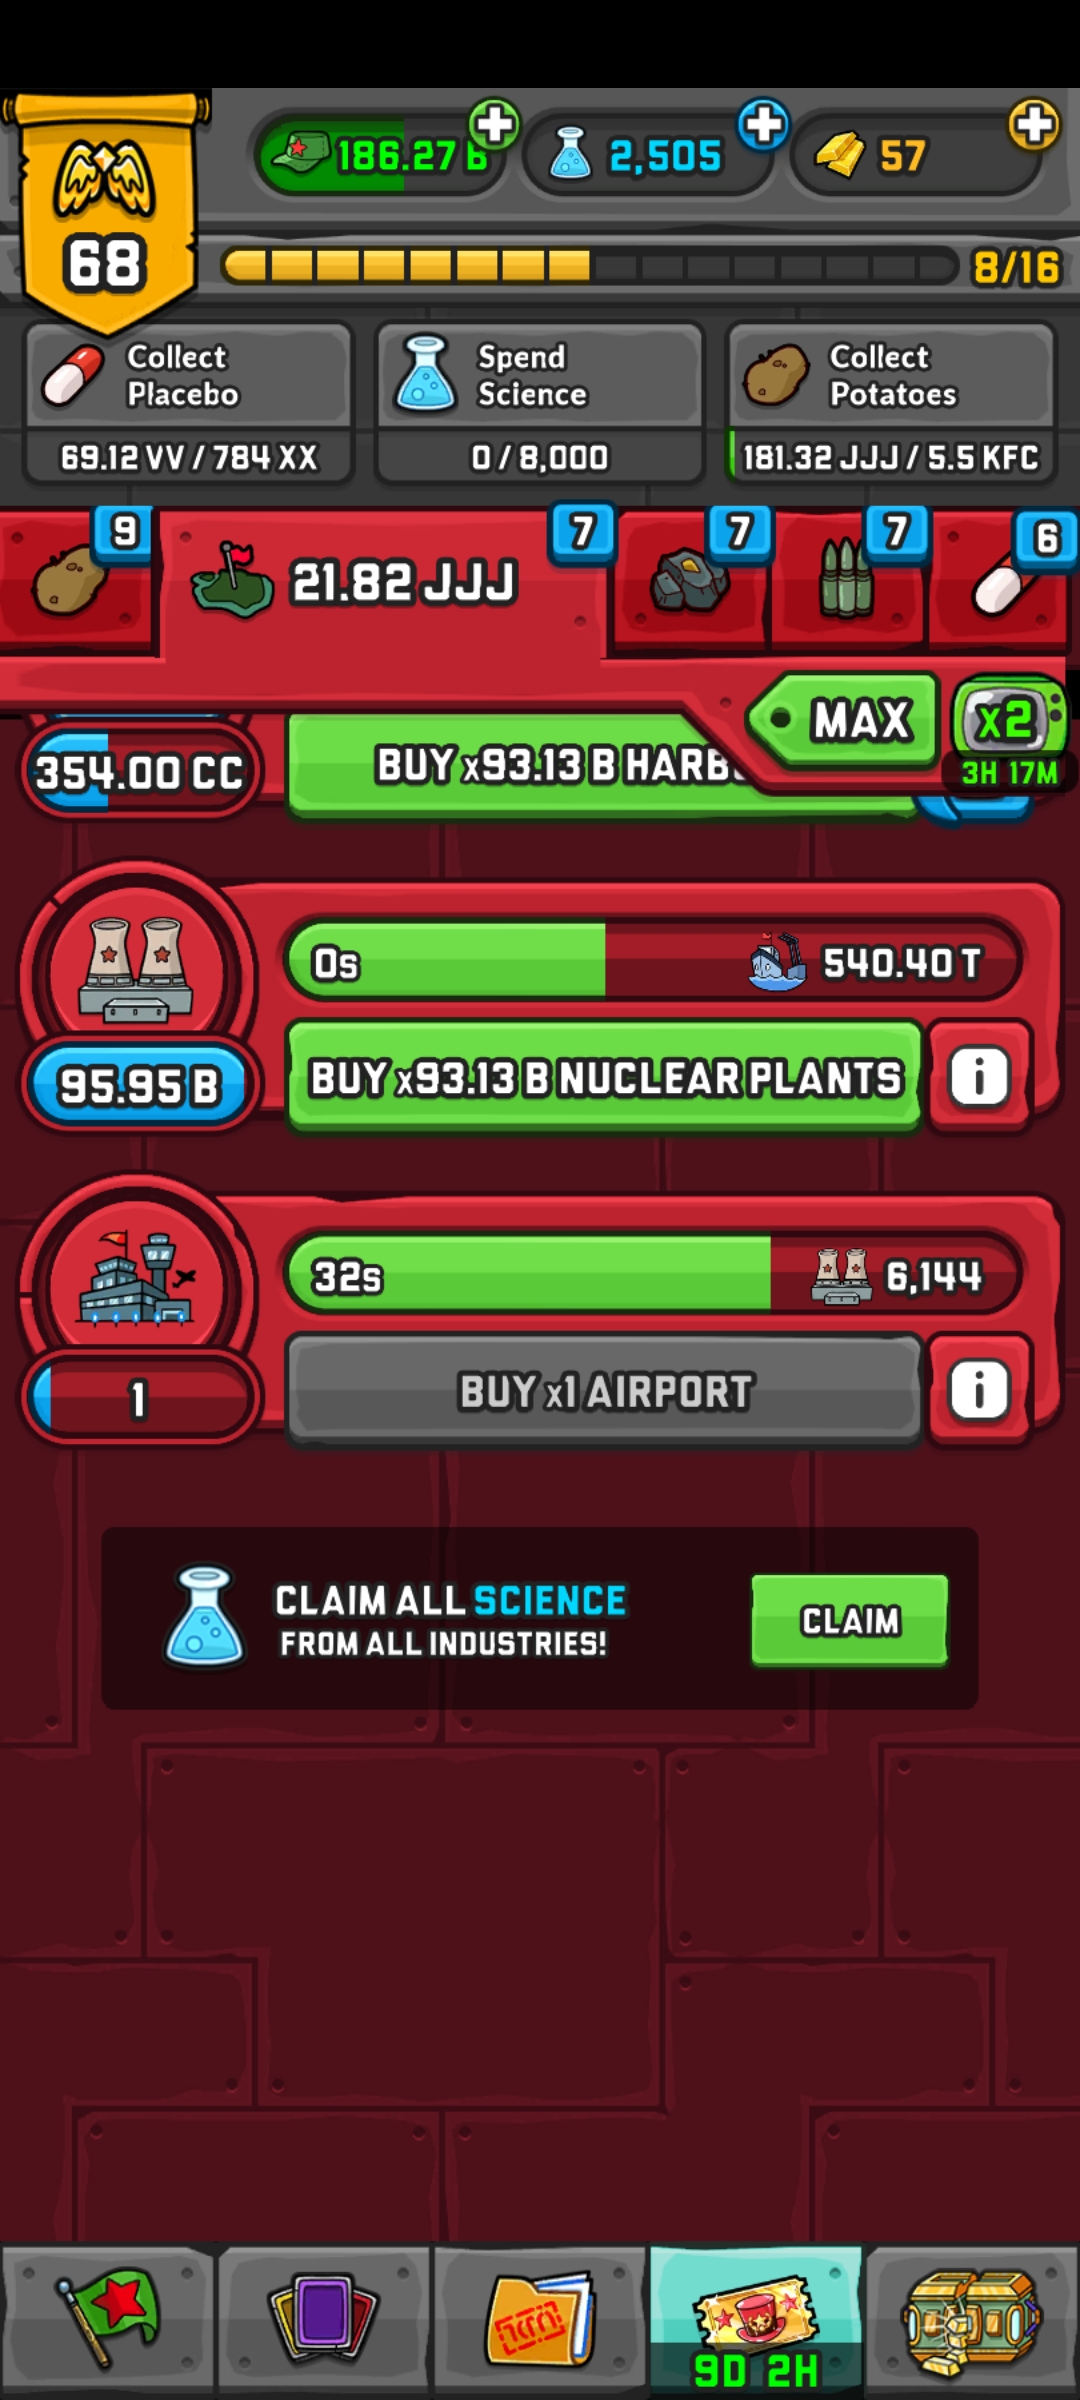 186.27 B
2,505
57
68
8/16
Collect
Placebo
69.12 VV / 784 XX
Spend
Science
0 / 8,000
Collect
Potatoes
181.32 JJJ / 5.5 KFC
9
21.82 JJJ
7
7
7
6
MAX
x2
3H 17M
354.00 CC
BUY x93.13 B HARB
0s
540.40 T
95.95 B
BUY x93.13 B NUCLEAR PLANTS
i
32s
6,144
1
BUY x1 AIRPORT
i
CLAIM ALL SCIENCE
FROM ALL INDUSTRIES!
CLAIM
9D 2H